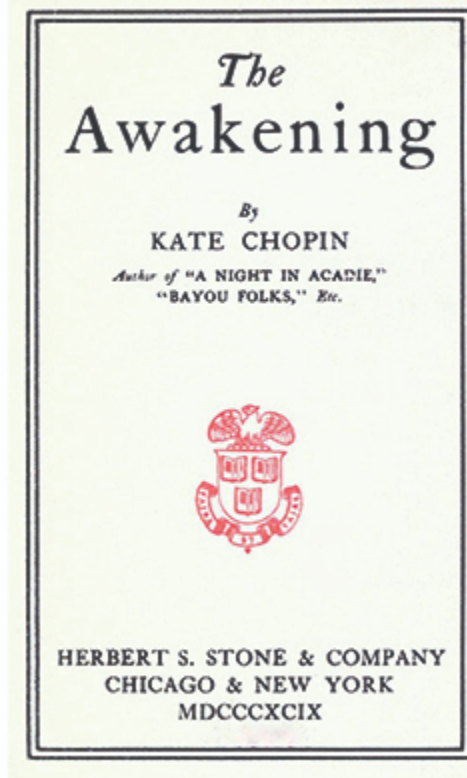 The
Awakening
By
KATE CHOPIN
Author of "A NIGHT IN ACADIE,"
"BAYOU FOLKS," Etc.
HERBERT S. STONE & COMPANY
CHICAGO & NEW YORK
MDCCCXCIX